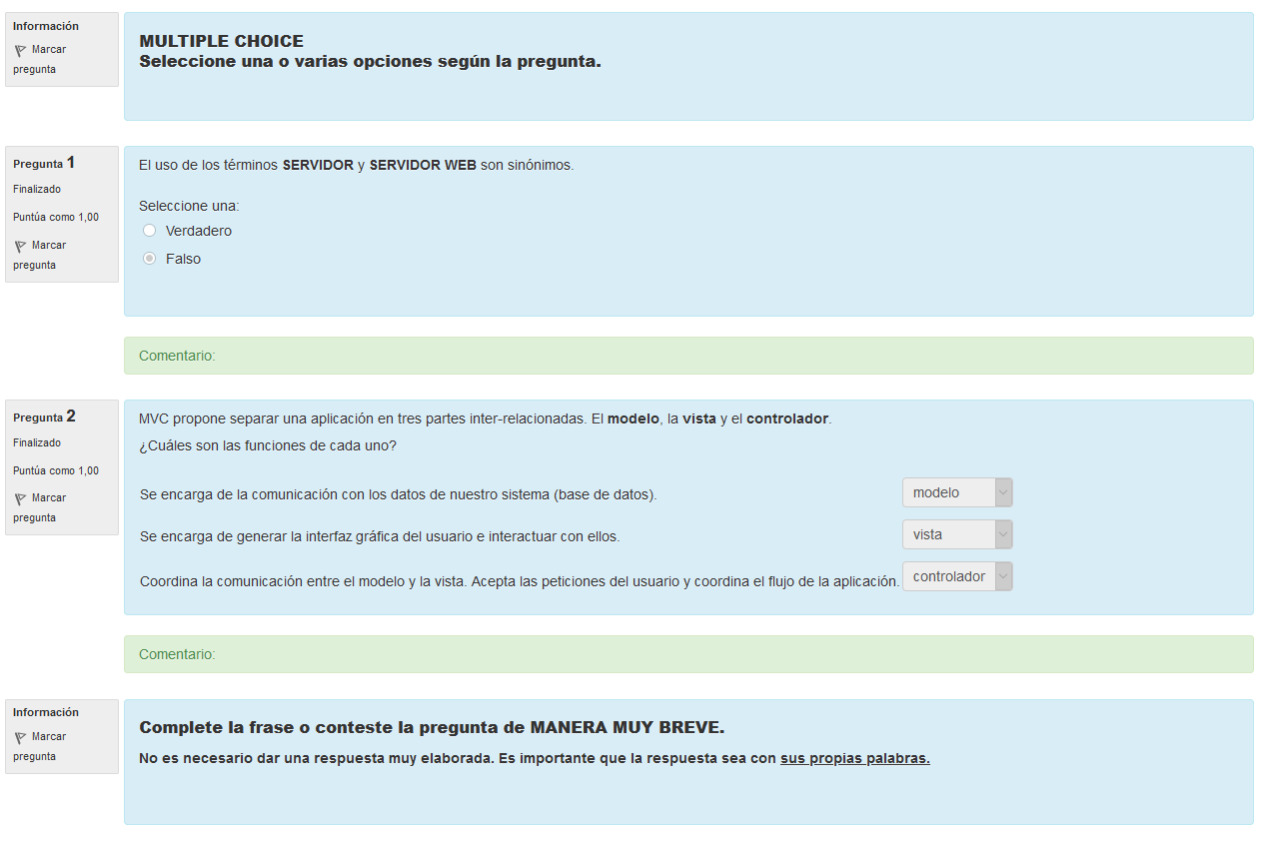 Información
Marcar
pregunta
MULTIPLE CHOICE
Seleccione una o varias opciones según la pregunta.
Pregunta 1
Finalizado
Puntúa como 1,00
Marcar
pregunta
El uso de los términos SERVIDOR y SERVIDOR WEB son sinónimos.
Seleccione una:
Verdadero
Falso
Comentario:
Pregunta 2
Finalizado
Puntúa como 1,00
Marcar
pregunta
MVC propone separar una aplicación en tres partes inter-relacionadas. El modelo, la vista y el controlador.
¿Cuáles son las funciones de cada uno?
Se encarga de la comunicación con los datos de nuestro sistema (base de datos). modelo
Se encarga de generar la interfaz gráfica del usuario e interactuar con ellos. vista
Coordina la comunicación entre el modelo y la vista. Acepta las peticiones del usuario y coordina el flujo de la aplicación. controlador
Comentario:
Información
Marcar
pregunta
Complete la frase o conteste la pregunta de MANERA MUY BREVE.
No es necesario dar una respuesta muy elaborada. Es importante que la respuesta sea con sus propias palabras.